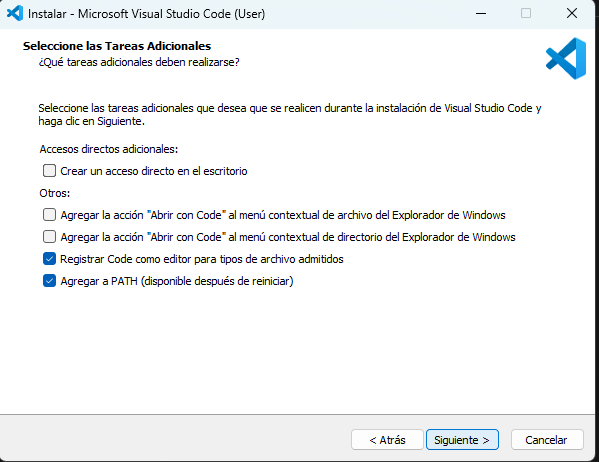 Instalar - Microsoft Visual Studio Code (User)
Seleccione las Tareas Adicionales
¿Qué tareas adicionales deben realizarse?
Seleccione las tareas adicionales que desea que se realicen durante la instalación de Visual Studio Code y
haga clic en Siguiente.
Accesos directos adicionales:
Crear un acceso directo en el escritorio
Otros:
Agregar la acción "Abrir con Code" al menú contextual de archivo del Explorador de Windows
Agregar la acción "Abrir con Code" al menú contextual de directorio del Explorador de Windows
Registrar Code como editor para tipos de archivo admitidos
Agregar a PATH (disponible después de reiniciar)
< Atrás Siguiente > Cancelar